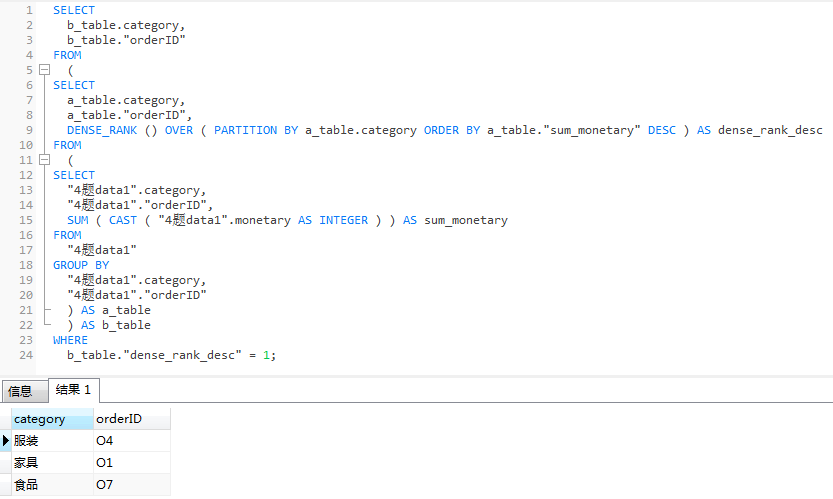 1 SELECT
2 b_table.category,
3 b_table."orderID"
4 FROM
5 (
6 SELECT
7 a_table.category,
8 a_table."orderID",
9 DENSE_RANK () OVER ( PARTITION BY a_table.category ORDER BY a_table."sum_monetary" DESC ) AS dense_rank_desc
10 FROM
11 (
12 SELECT
13 "4题data1".category,
14 "4题data1"."orderID",
15 SUM ( CAST ( "4题data1".monetary AS INTEGER ) ) AS sum_monetary
16 FROM
17 "4题data1"
18 GROUP BY
19 "4题data1".category,
20 "4题data1"."orderID"
21 ) AS a_table
22 ) AS b_table
23 WHERE
24 b_table."dense_rank_desc" = 1;
信息 结果 1
category orderID
服装 O4
家具 O1
食品 O7